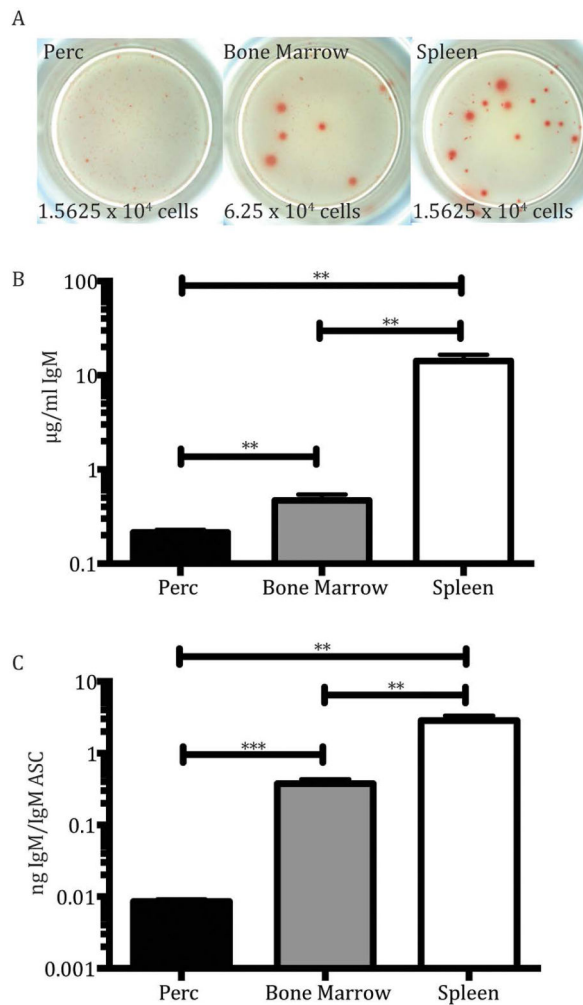 A
Perc Bone Marrow Spleen
1.5625 x 10⁴ cells 6.25 x 10⁴ cells 1.5625 x 10⁴ cells
B
**
**
**
100
10
1
0.1
µg/ml IgM
Perc Bone Marrow Spleen
C
**
**
***
10
1
0.1
0.01
0.001
ng IgM/IgM ASC
Perc Bone Marrow Spleen